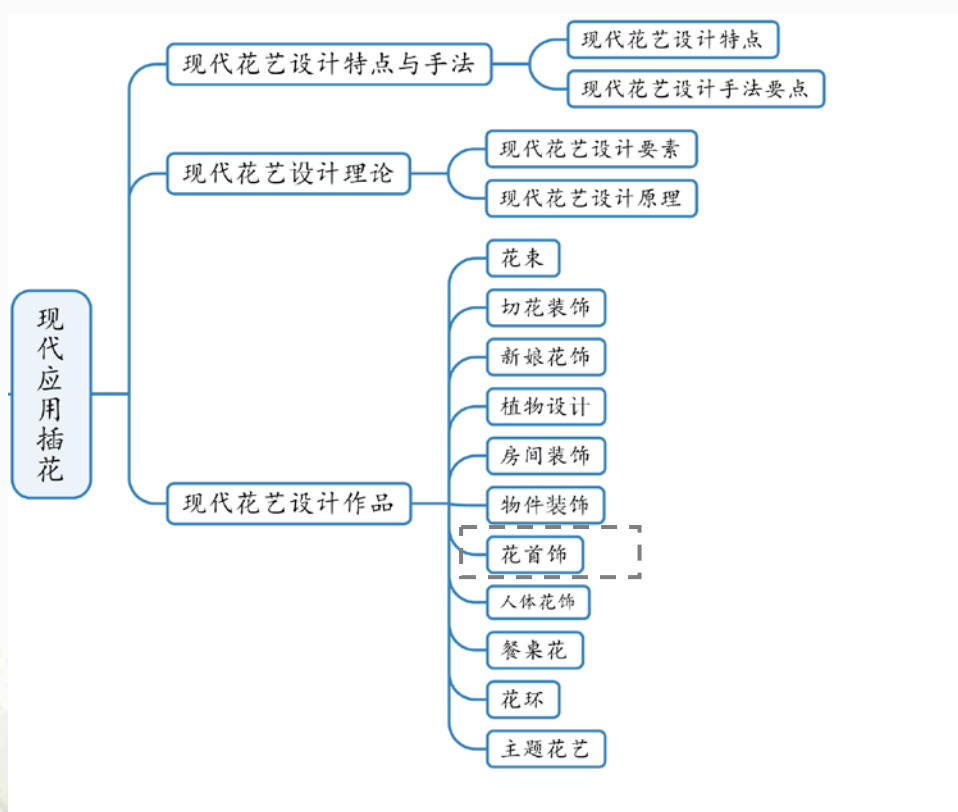 现代应用插花
现代花艺设计特点与手法
现代花艺设计特点
现代花艺设计手法要点
现代花艺设计理论
现代花艺设计要素
现代花艺设计原理
现代花艺设计作品
花束
切花装饰
新娘花饰
植物设计
房间装饰
物件装饰
花首饰
人体花饰
餐桌花
花环
主题花艺